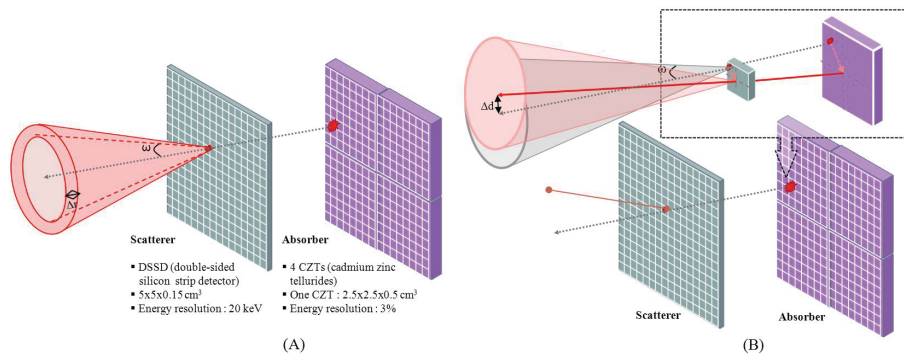 ω
Δr
Scatterer
▪ DSSD (double-sided
silicon strip detector)
▪ 5x5x0.15 cm³
▪ Energy resolution : 20 keV
Absorber
▪ 4 CZTs (cadmium zinc
tellurides)
▪ One CZT : 2.5x2.5x0.5 cm³
▪ Energy resolution : 3%
(A)
ω
Δd
Scatterer
Absorber
(B)